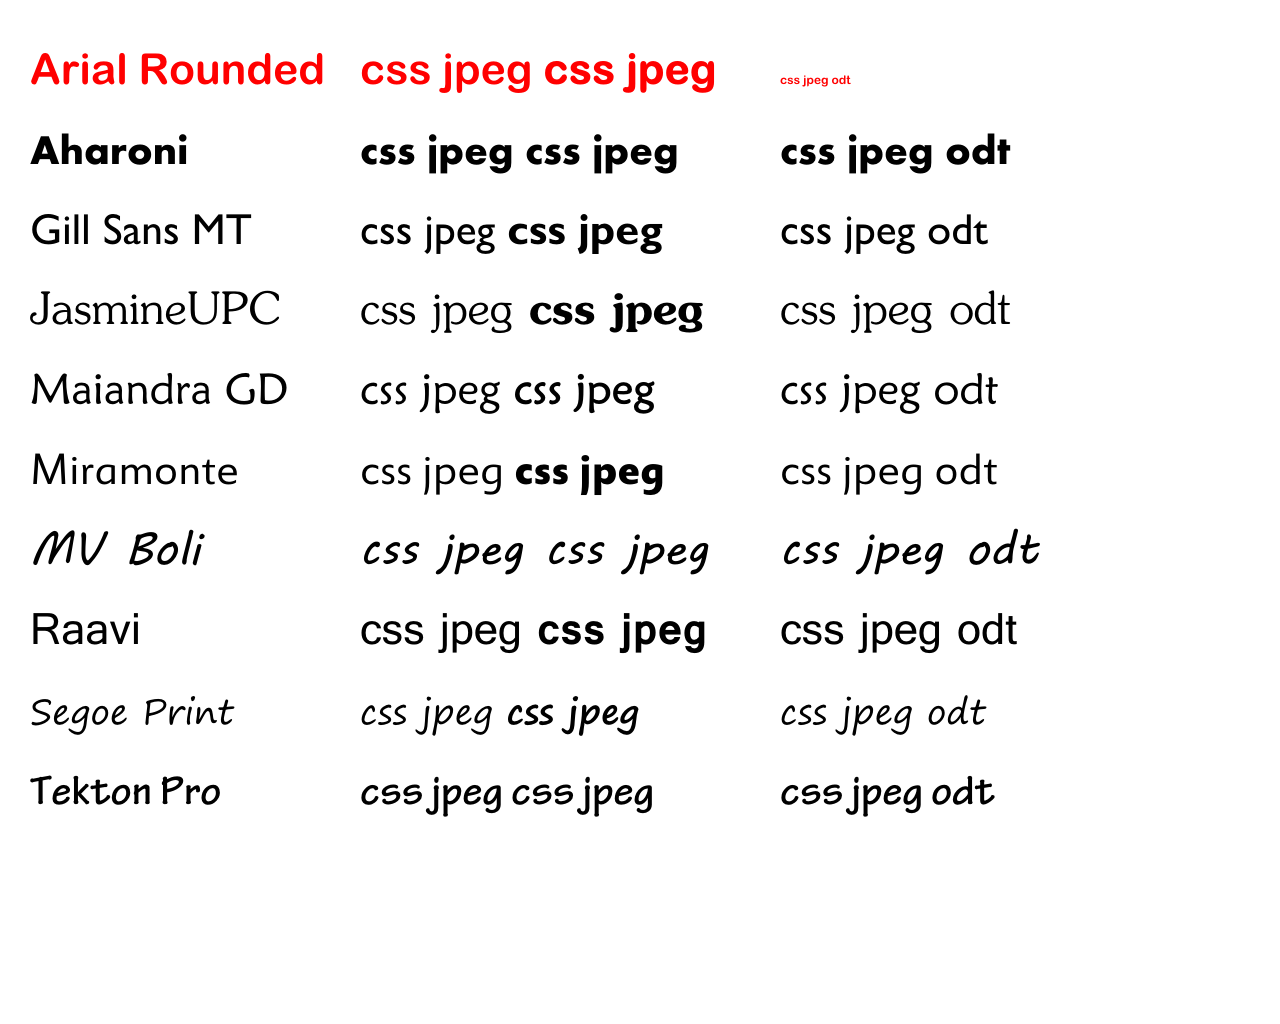 Arial Rounded css jpeg css jpeg css jpeg odt
Aharoni css jpeg css jpeg css jpeg odt
Gill Sans MT css jpeg css jpeg css jpeg odt
JasmineUPC css jpeg css jpeg css jpeg odt
Maiandra GD css jpeg css jpeg css jpeg odt
Miramonte css jpeg css jpeg css jpeg odt
MV Boli css jpeg css jpeg css jpeg odt
Raavi css jpeg css jpeg css jpeg odt
Segoe Print css jpeg css jpeg css jpeg odt
Tekton Pro css jpeg css jpeg css jpeg odt